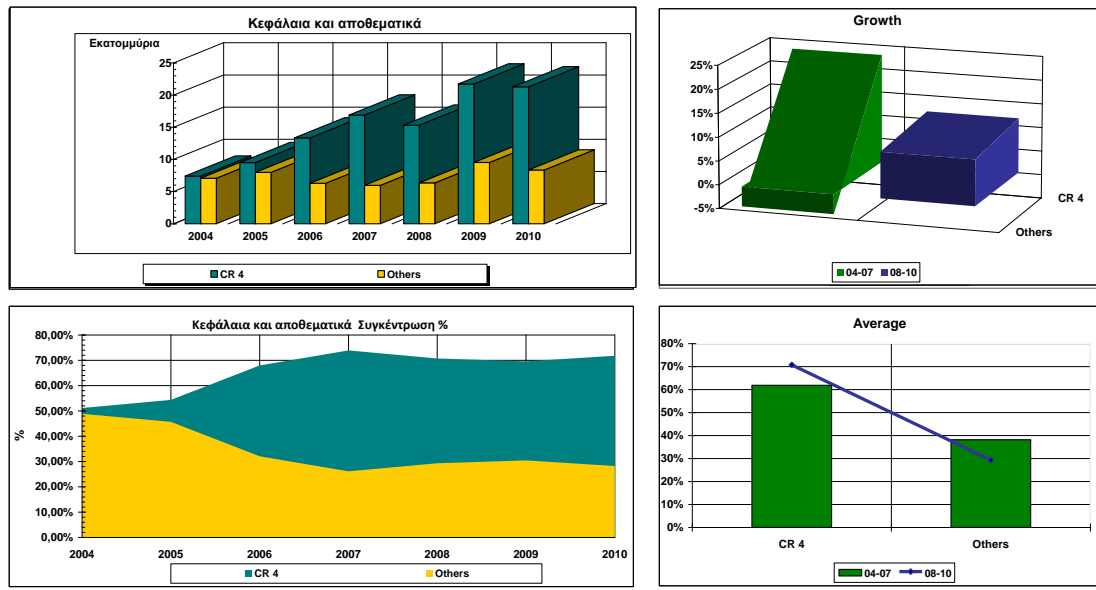 Κεφάλαια και αποθεματικά
Εκατομμύρια
25
20
15
10
5
0
2004 2005 2006 2007 2008 2009 2010
CR 4 Others
Growth
25%
20%
15%
10%
5%
0%
-5%
CR 4
Others
04-07 08-10
Κεφάλαια και αποθεματικά Συγκέντρωση %
80,00%
70,00%
60,00%
50,00%
40,00%
30,00%
20,00%
10,00%
0,00%
%
2004 2005 2006 2007 2008 2009 2010
CR 4 Others
Average
80%
70%
60%
50%
40%
30%
20%
10%
0%
CR 4 Others
04-07 08-10